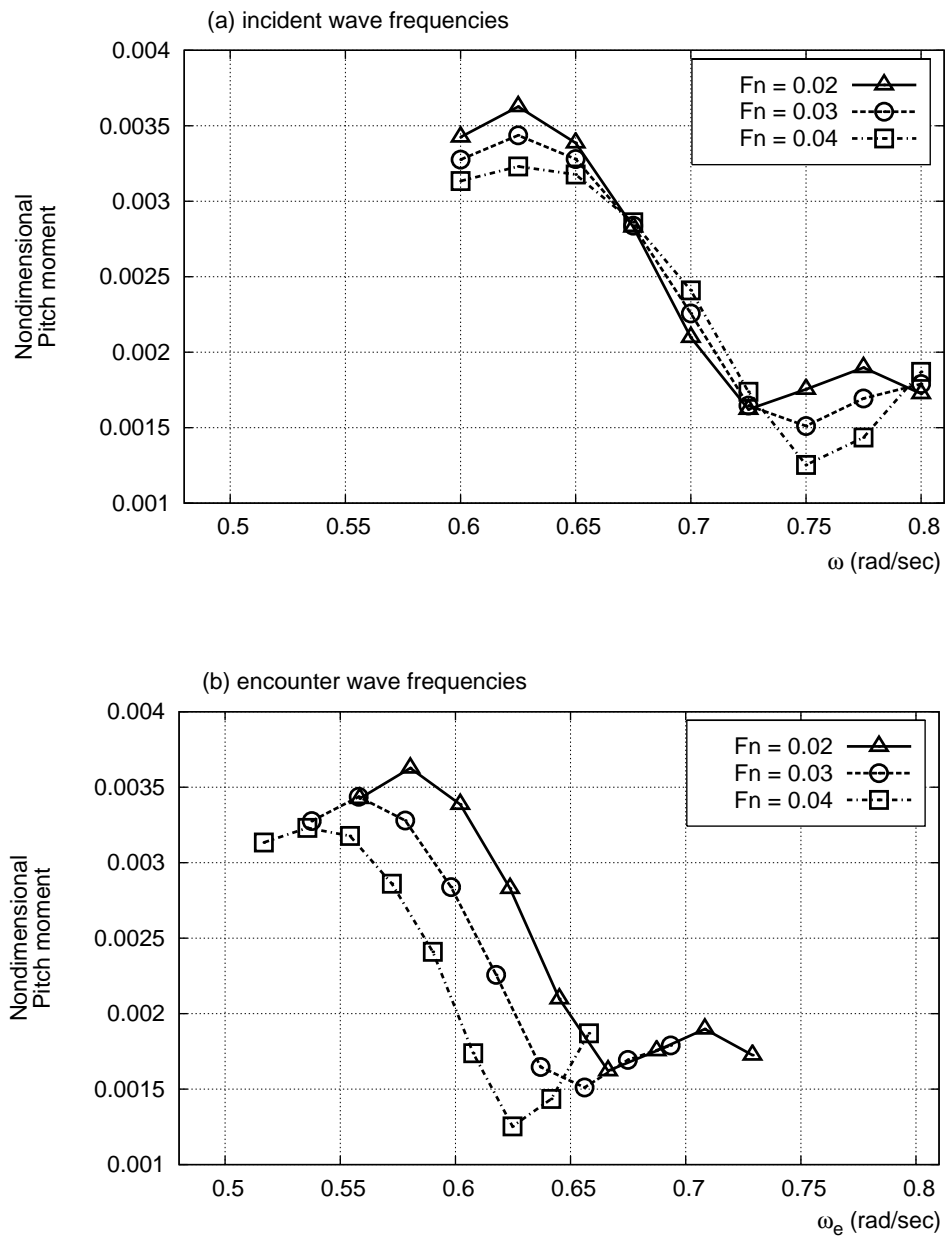 (a) incident wave frequencies
0.004
0.0035
0.003
0.0025
0.002
0.0015
0.001
Nondimensional
Pitch moment
Fn = 0.02
Fn = 0.03
Fn = 0.04
0.5 0.55 0.6 0.65 0.7 0.75 0.8
ω (rad/sec)
(b) encounter wave frequencies
0.004
0.0035
0.003
0.0025
0.002
0.0015
0.001
Nondimensional
Pitch moment
Fn = 0.02
Fn = 0.03
Fn = 0.04
0.5 0.55 0.6 0.65 0.7 0.75 0.8
ωe (rad/sec)